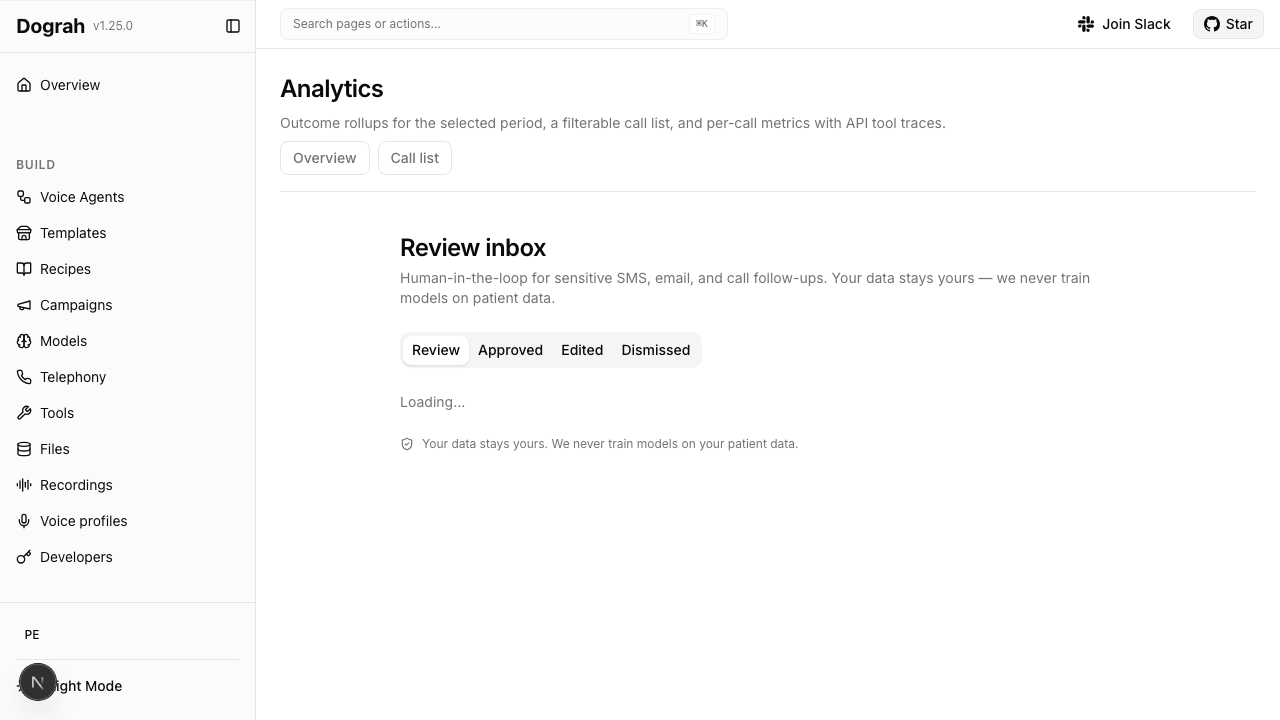 Dograh v1.25.0
Search pages or actions...
⌘K
Join Slack
Star
Overview
BUILD
Voice Agents
Templates
Recipes
Campaigns
Models
Telephony
Tools
Files
Recordings
Voice profiles
Developers
PE
N
ight Mode
Analytics
Outcome rollups for the selected period, a filterable call list, and per-call metrics with API tool traces.
Overview
Call list
Review inbox
Human-in-the-loop for sensitive SMS, email, and call follow-ups. Your data stays yours — we never train
models on patient data.
Review Approved Edited Dismissed
Loading...
Your data stays yours. We never train models on your patient data.